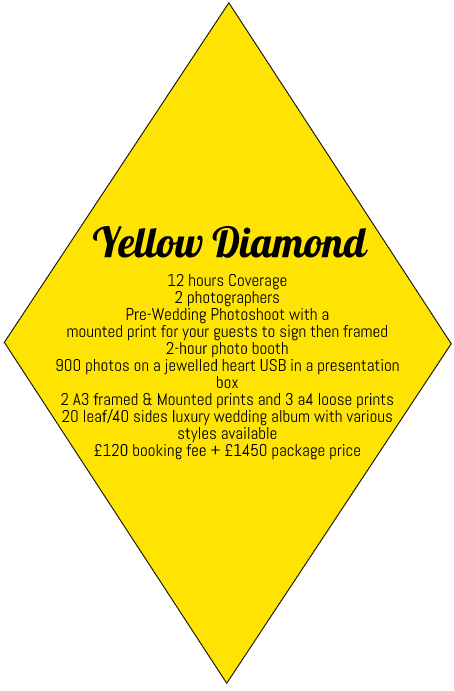 Yellow Diamond
12 hours Coverage
2 photographers
Pre-Wedding Photoshoot with a
mounted print for your guests to sign then framed
2-hour photo booth
900 photos on a jewelled heart USB in a presentation
box
2 A3 framed & Mounted prints and 3 a4 loose prints
20 leaf/40 sides luxury wedding album with various
styles available
£120 booking fee + £1450 package price